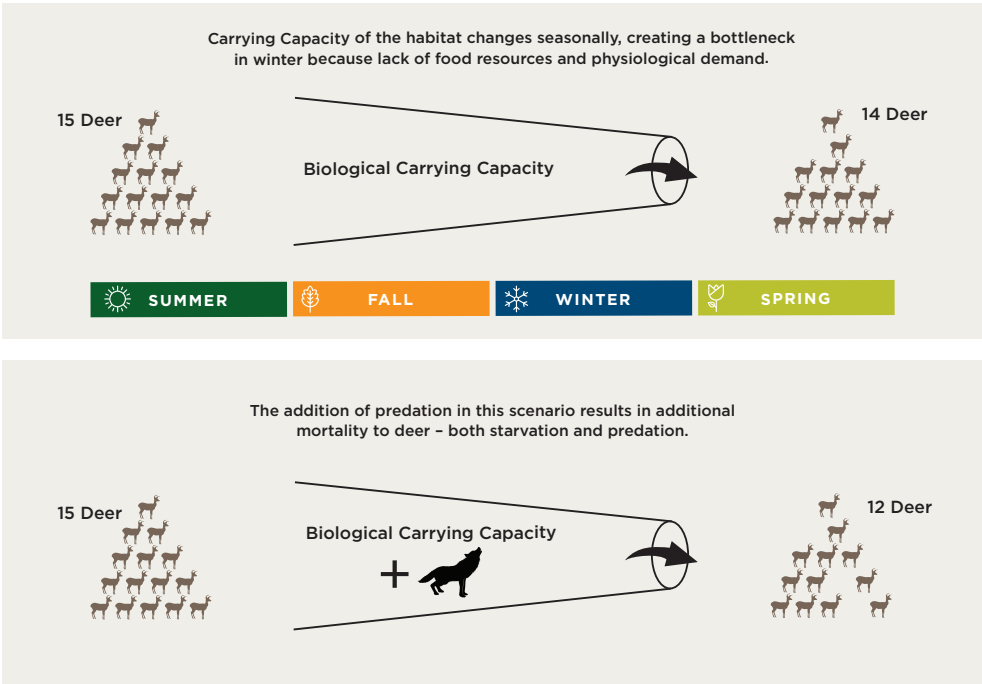 Carrying Capacity of the habitat changes seasonally, creating a bottleneck
in winter because lack of food resources and physiological demand.
15 Deer
14 Deer
Biological Carrying Capacity
SUMMER
FALL
WINTER
SPRING
The addition of predation in this scenario results in additional
mortality to deer – both starvation and predation.
15 Deer
12 Deer
Biological Carrying Capacity
+